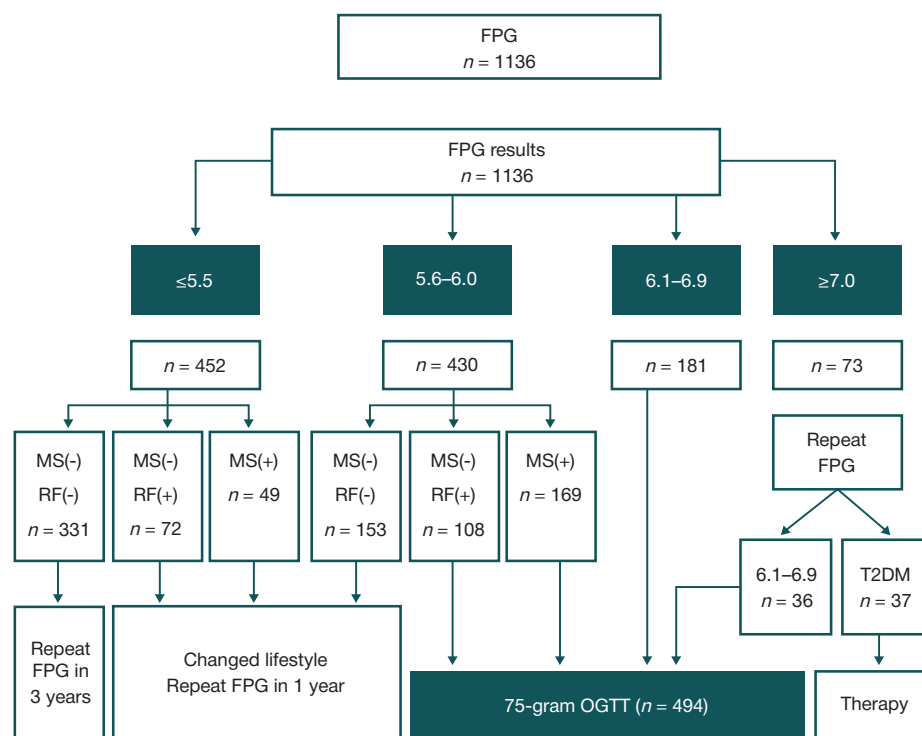 FPG
n = 1136
FPG results
n = 1136
≤5.5
5.6–6.0
6.1–6.9
≥7.0
n = 452
n = 430
n = 181
n = 73
MS(-)
RF(-)
n = 331
MS(-)
RF(+)
n = 72
MS(+)
n = 49
MS(-)
RF(-)
n = 153
MS(-)
RF(+)
n = 108
MS(+)
n = 169
Repeat
FPG
6.1–6.9
n = 36
T2DM
n = 37
Repeat
FPG in
3 years
Changed lifestyle
Repeat FPG in 1 year
75-gram OGTT (n = 494)
Therapy